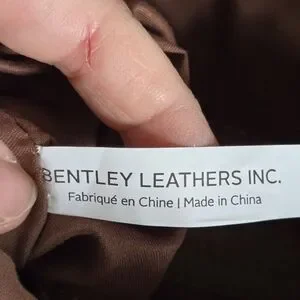 BENTLEY LEATHERS INC.
Fabriqué en Chine | Made in China